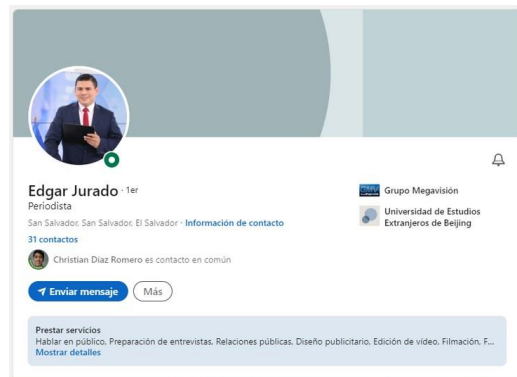 Edgar Jurado · 1er
Periodista
San Salvador, San Salvador, El Salvador · Información de contacto
31 contactos
Christian Díaz Romero es contacto en común
Enviar mensaje
Más
Grupo Megavisión
Universidad de Estudios
Extranjeros de Beijing
Prestar servicios
Hablar en público, Preparación de entrevistas, Relaciones públicas, Diseño publicitario, Edición de vídeo, Filmación, F...
Mostrar detalles